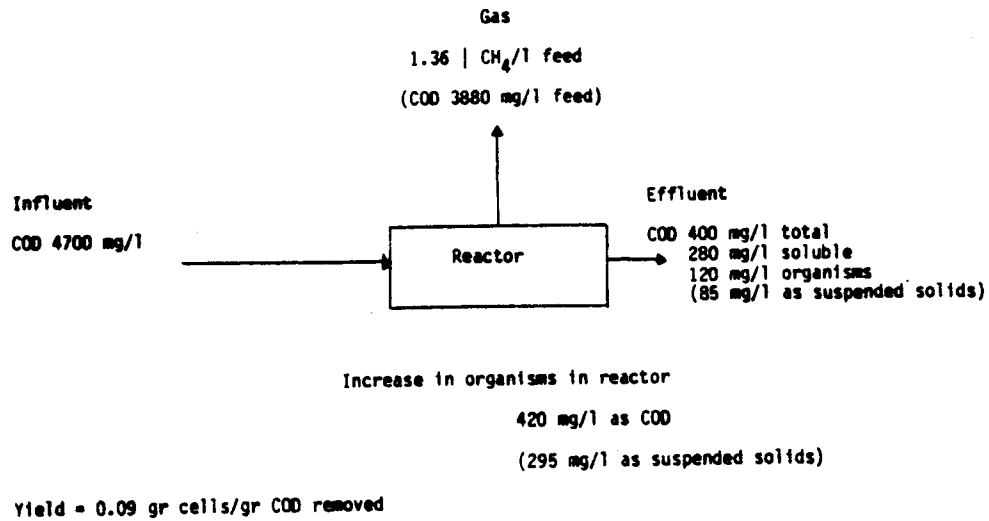 Gas
1.36 | CH4/l feed
(COD 3880 mg/l feed)
Influent
COD 4700 mg/l
Reactor
Effluent
COD 400 mg/l total
280 mg/l soluble
120 mg/l organisms
(85 mg/l as suspended solids)
Increase in organisms in reactor
420 mg/l as COD
(295 mg/l as suspended solids)
Yield = 0.09 gr cells/gr COD removed